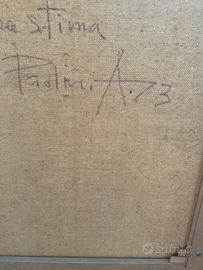 stima
Paolini A. 73
subito